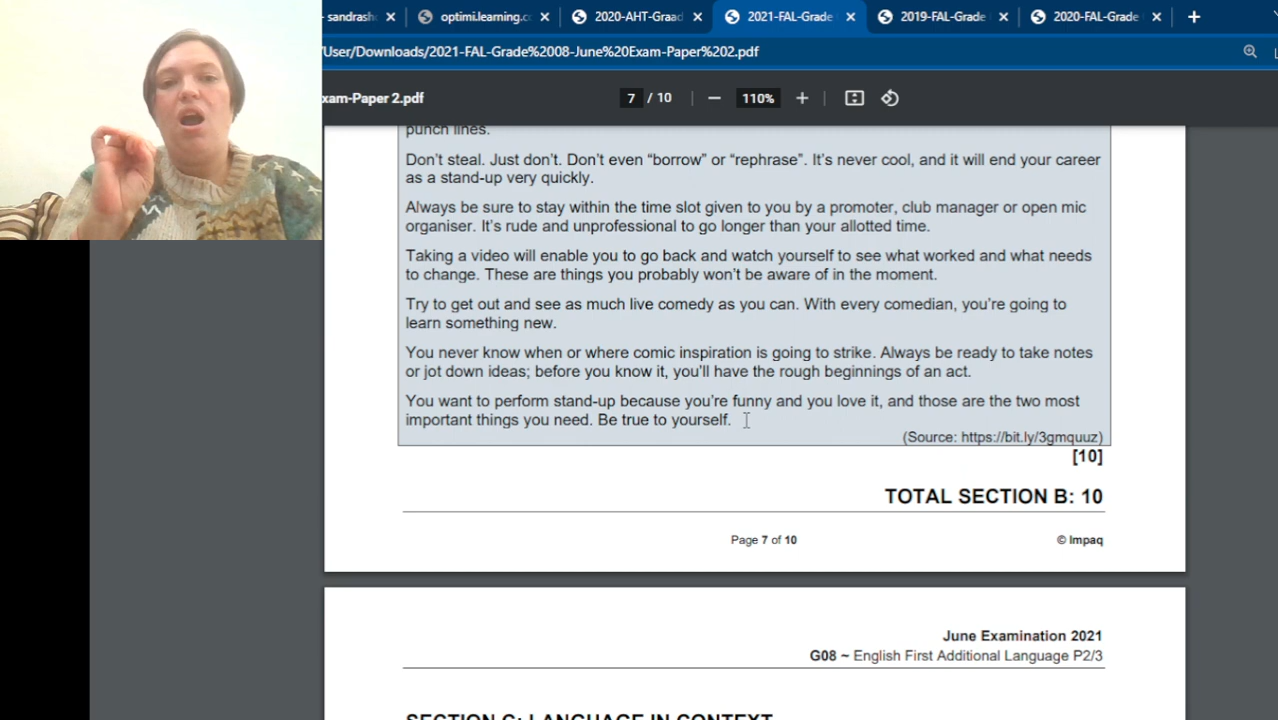 sandrash
optimi.learning.c
2020-AHT-Graad
2021-FAL-Grade
2019-FAL-Grade
2020-FAL-Grade
User/Downloads/2021-FAL-Grade%2008-June%20Exam-Paper%202.pdf
xam-Paper 2.pdf
7 / 10
110%
punch lines.
Don't steal. Just don't. Don't even “borrow” or “rephrase”. It's never cool, and it will end your career
as a stand-up very quickly.
Always be sure to stay within the time slot given to you by a promoter, club manager or open mic
organiser. It's rude and unprofessional to go longer than your allotted time.
Taking a video will enable you to go back and watch yourself to see what worked and what needs
to change. These are things you probably won't be aware of in the moment.
Try to get out and see as much live comedy as you can. With every comedian, you're going to
learn something new.
You never know when or where comic inspiration is going to strike. Always be ready to take notes
or jot down ideas; before you know it, you'll have the rough beginnings of an act.
You want to perform stand-up because you're funny and you love it, and those are the two most
important things you need. Be true to yourself.
(Source: https://bit.ly/3gmquuz)
[10]
TOTAL SECTION B: 10
Page 7 of 10
© Impaq
June Examination 2021
G08 ~ English First Additional Language P2/3
SECTION C: LANGUAGE IN CONTEXT